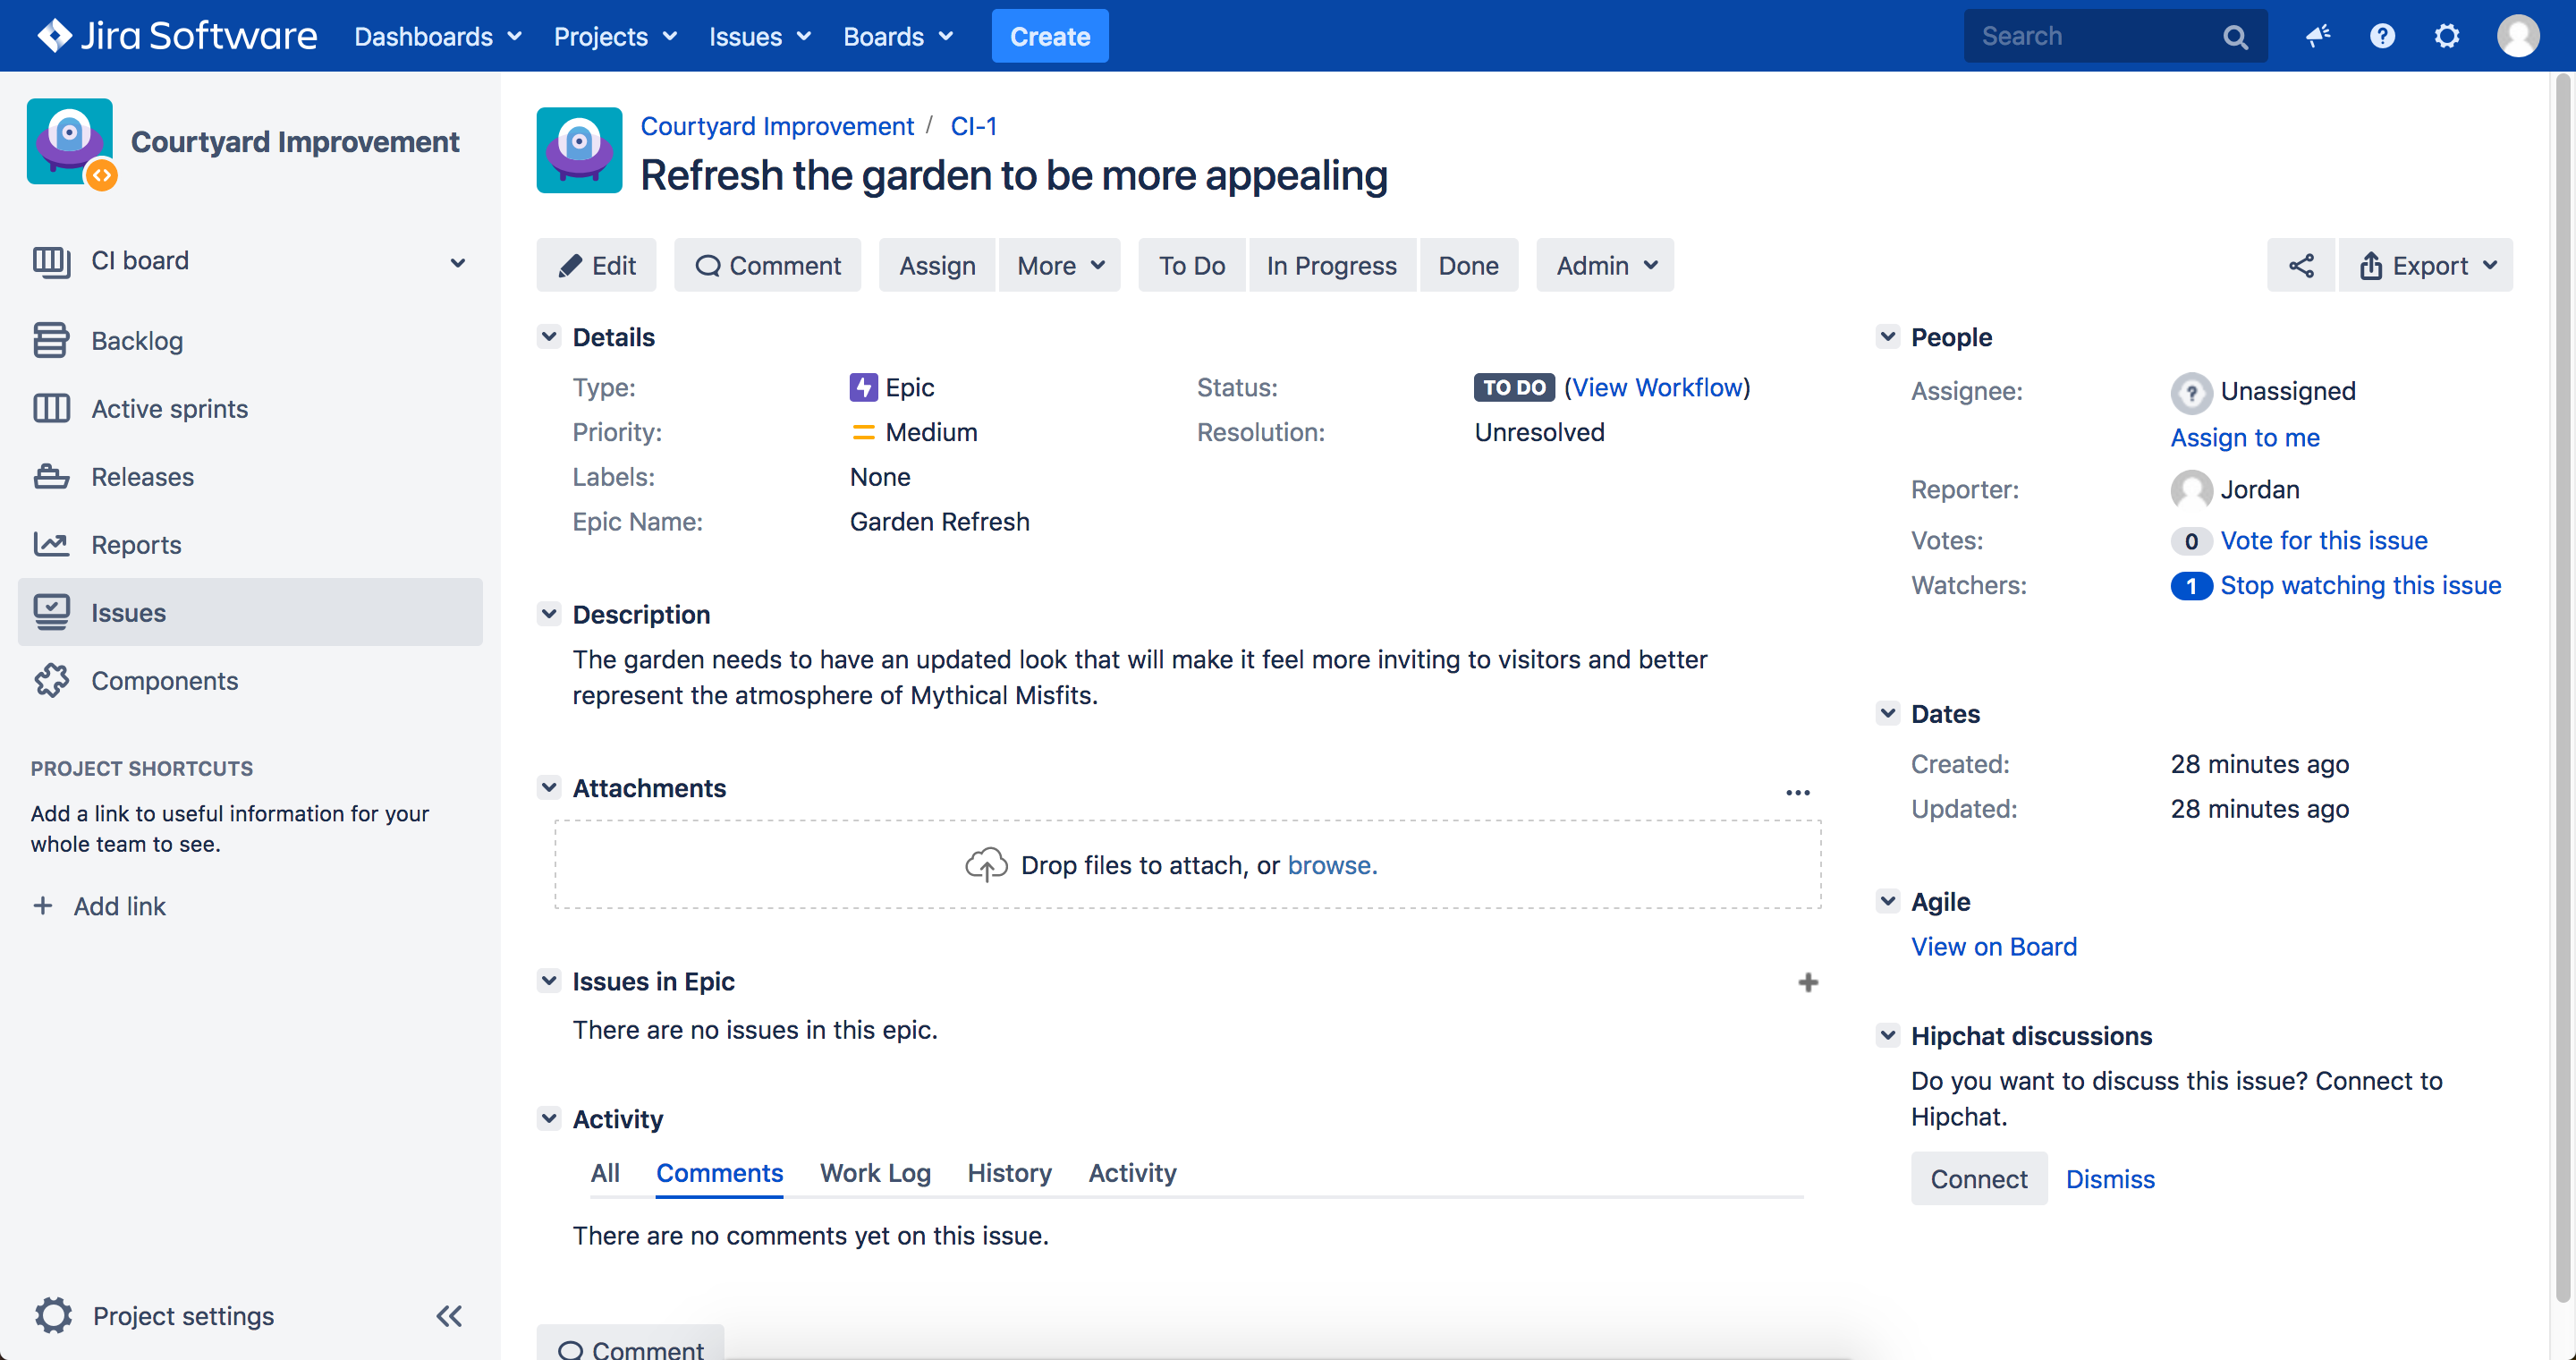 Jira Software Dashboards Projects Issues Boards Create Search
Courtyard Improvement
CI board
Backlog
Active sprints
Releases
Reports
Issues
Components
PROJECT SHORTCUTS
Add a link to useful information for your
whole team to see.
+ Add link
Project settings
Courtyard Improvement / CI-1
Refresh the garden to be more appealing
Edit Comment Assign More To Do In Progress Done Admin Export
Details
Type: Epic Status: TO DO (View Workflow)
Priority: Medium Resolution: Unresolved
Labels: None
Epic Name: Garden Refresh
Description
The garden needs to have an updated look that will make it feel more inviting to visitors and better
represent the atmosphere of Mythical Misfits.
Attachments
Drop files to attach, or browse.
Issues in Epic
There are no issues in this epic.
Activity
All Comments Work Log History Activity
There are no comments yet on this issue.
Comment
People
Assignee: Unassigned
Assign to me
Reporter: Jordan
Votes: 0 Vote for this issue
Watchers: 1 Stop watching this issue
Dates
Created: 28 minutes ago
Updated: 28 minutes ago
Agile
View on Board
Hipchat discussions
Do you want to discuss this issue? Connect to
Hipchat.
Connect Dismiss